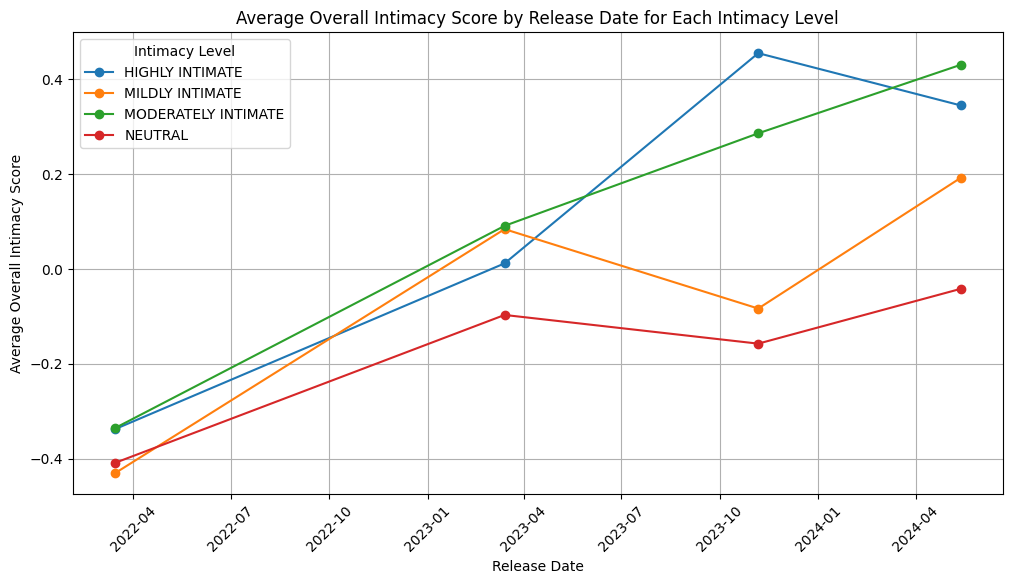 Average Overall Intimacy Score by Release Date for Each Intimacy Level
Intimacy Level
HIGHLY INTIMATE
MILDLY INTIMATE
MODERATELY INTIMATE
NEUTRAL
Average Overall Intimacy Score
0.4
0.2
0.0
−0.2
−0.4
2022-04
2022-07
2022-10
2023-01
2023-04
2023-07
2023-10
2024-01
2024-04
Release Date